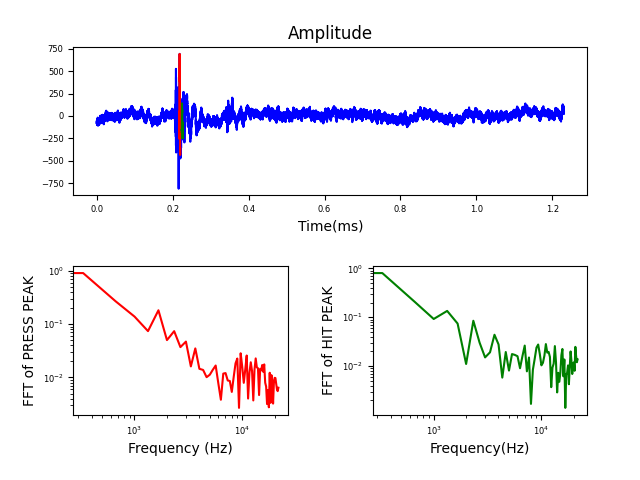 Amplitude
750
500
250
0
−250
−500
−750
0.0 0.2 0.4 0.6 0.8 1.0 1.2
Time(ms)
FFT of PRESS PEAK
10⁰
10⁻¹
10⁻²
10³ 10⁴
Frequency (Hz)
FFT of HIT PEAK
10⁰
10⁻¹
10⁻²
10³ 10⁴
Frequency(Hz)